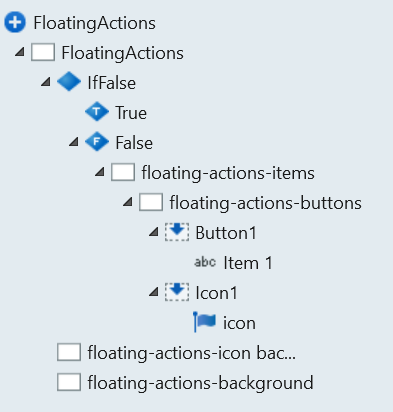 FloatingActions
FloatingActions
IfFalse
T True
F False
floating-actions-items
floating-actions-buttons
Button1
abc Item 1
Icon1
icon
floating-actions-icon bac...
floating-actions-background